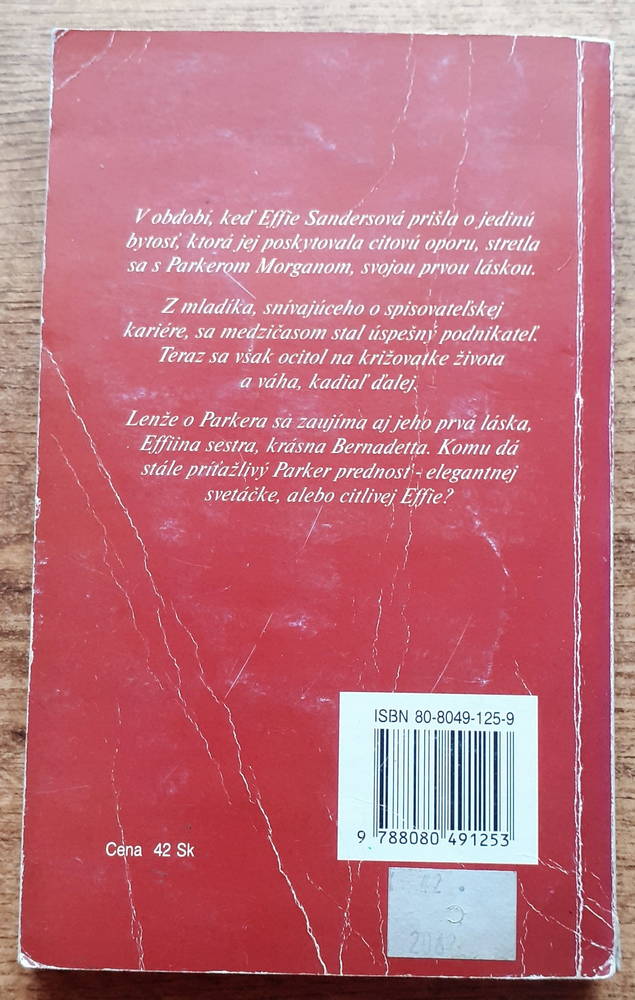 V období, keď Effie Sandersová prišla o jedinú
bytosť, ktorá jej poskytovala citovú oporu, stretla
sa s Parkerom Morganom, svojou prvou láskou.
Z mladíka, snívajúceho o spisovateľskej
kariére, sa medzičasom stal úspešný podnikateľ.
Teraz sa však ocitol na križovatke života
a váha, kadiaľ ďalej.
Lenže o Parkera sa zaujíma aj jeho prvá láska,
Effiina sestra, krásna Bernadetta. Komu dá
stále príťažlivý Parker prednosť - elegantnej
svetáčke, alebo citlivej Effie?
ISBN 80-8049-125-9
9 788080 491253
Cena 42 Sk